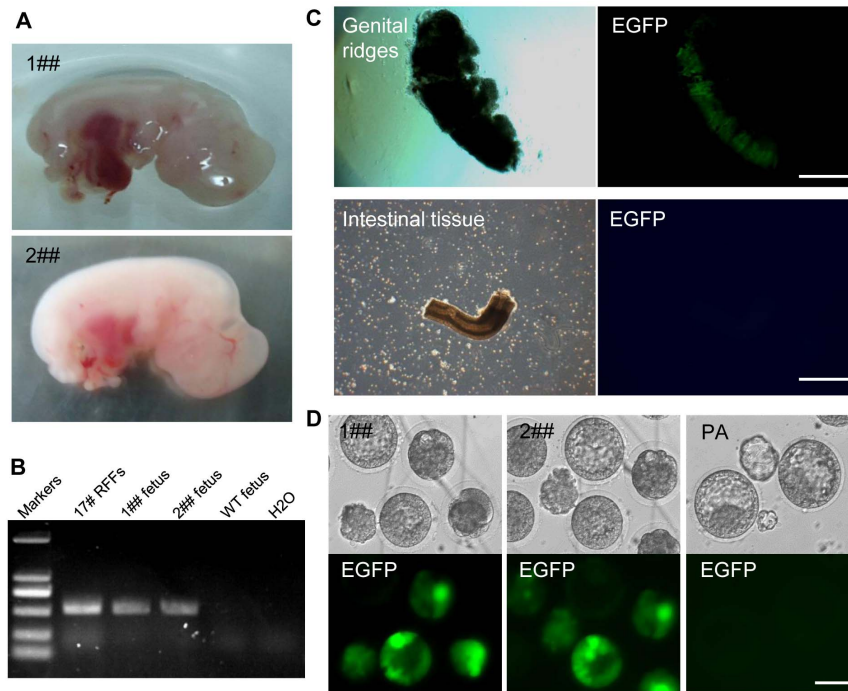 A
1##
2##
B
Markers
17# RFFs
1## fetus
2## fetus
WT fetus
H2O
C
Genital
ridges
EGFP
Intestinal tissue
EGFP
D
1##
2##
PA
EGFP
EGFP
EGFP